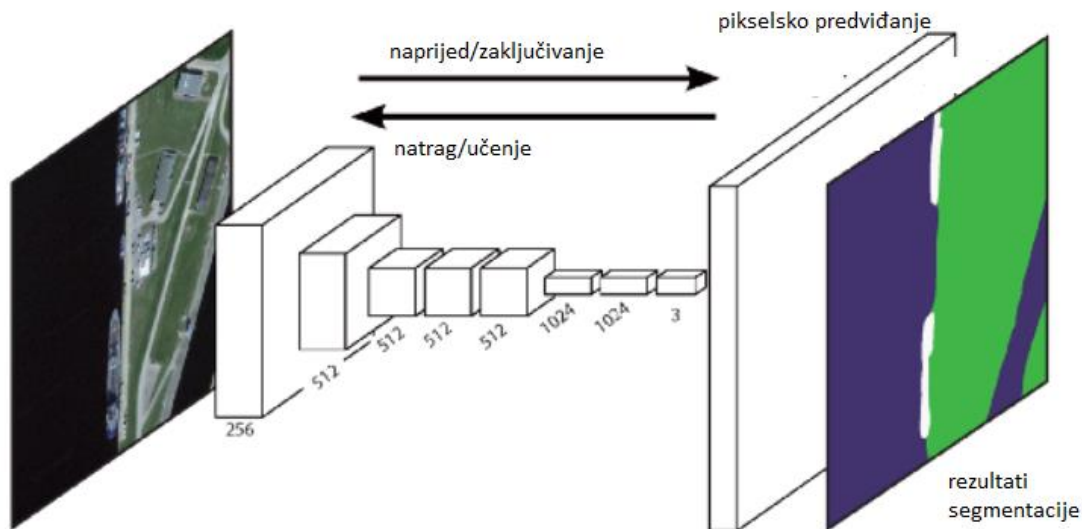 pikselsko predviđanje
naprijed/zaključivanje
natrag/učenje
256
512
512
512
512
1024
1024
3
rezultati
segmentacije